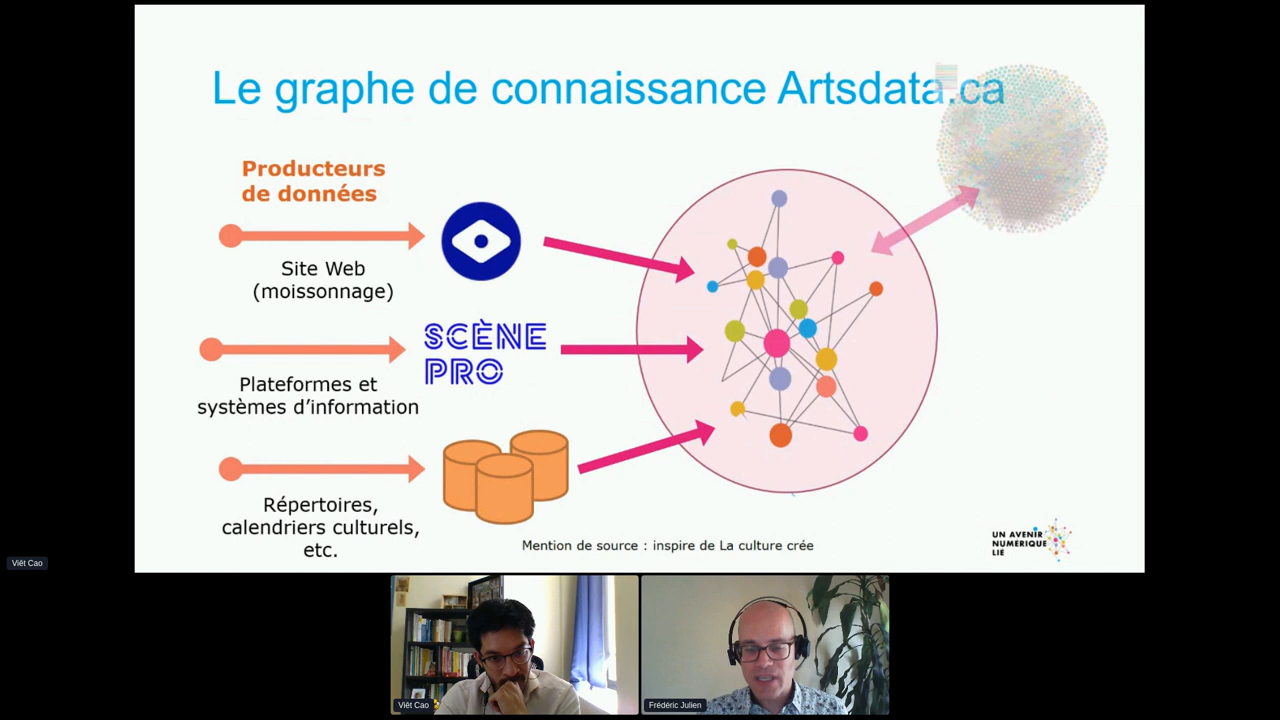 Le graphe de connaissance Artsdata.ca
Producteurs
de données
Site Web
(moissonnage)
SCÈNE
PRO
Plateformes et
systèmes d'information
Répertoires,
calendriers culturels,
etc.
Mention de source : inspire de La culture crée
UN AVENIR
NUMÉRIQUE
LIÉ
Viêt Cao
Viêt Cao
Frédéric Julien